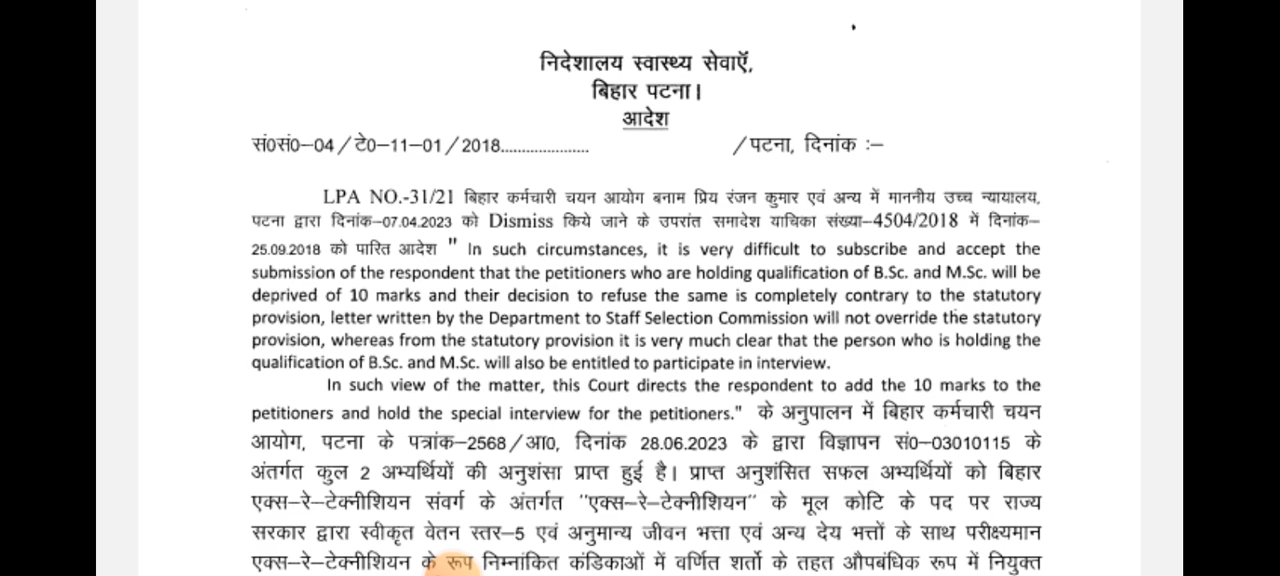 निदेशालय स्वास्थ्य सेवाएँ,
बिहार पटना।
आदेश
सं0सं0–04/टे0–11–01/2018..................... /पटना, दिनांक :–
LPA NO.-31/21 बिहार कर्मचारी चयन आयोग बनाम प्रिय रंजन कुमार एवं अन्य में माननीय उच्च न्यायालय,
पटना द्वारा दिनांक–07.04.2023 को Dismiss किये जाने के उपरांत समादेश याचिका संख्या–4504/2018 में दिनांक–
25.09.2018 को पारित आदेश " In such circumstances, it is very difficult to subscribe and accept the
submission of the respondent that the petitioners who are holding qualification of B.Sc. and M.Sc. will be
deprived of 10 marks and their decision to refuse the same is completely contrary to the statutory
provision, letter written by the Department to Staff Selection Commission will not override the statutory
provision, whereas from the statutory provision it is very much clear that the person who is holding the
qualification of B.Sc. and M.Sc. will also be entitled to participate in interview.
In such view of the matter, this Court directs the respondent to add the 10 marks to the
petitioners and hold the special interview for the petitioners." के अनुपालन में बिहार कर्मचारी चयन
आयोग, पटना के पत्रांक–2568/आ0, दिनांक 28.06.2023 के द्वारा विज्ञापन सं0–03010115 के
अंतर्गत कुल 2 अभ्यर्थियों की अनुशंसा प्राप्त हुई है। प्राप्त अनुशंसित सफल अभ्यर्थियों को बिहार
एक्स–रे–टेक्नीशियन संवर्ग के अंतर्गत "एक्स–रे–टेक्नीशियन" के मूल कोटि के पद पर राज्य
सरकार द्वारा स्वीकृत वेतन स्तर–5 एवं अनुमान्य जीवन भत्ता एवं अन्य देय भत्तों के साथ परीक्ष्यमान
एक्स–रे–टेक्नीशियन के रूप निम्नांकित कंडिकाओं में वर्णित शर्तो के तहत औपबंधिक रूप में नियुक्त